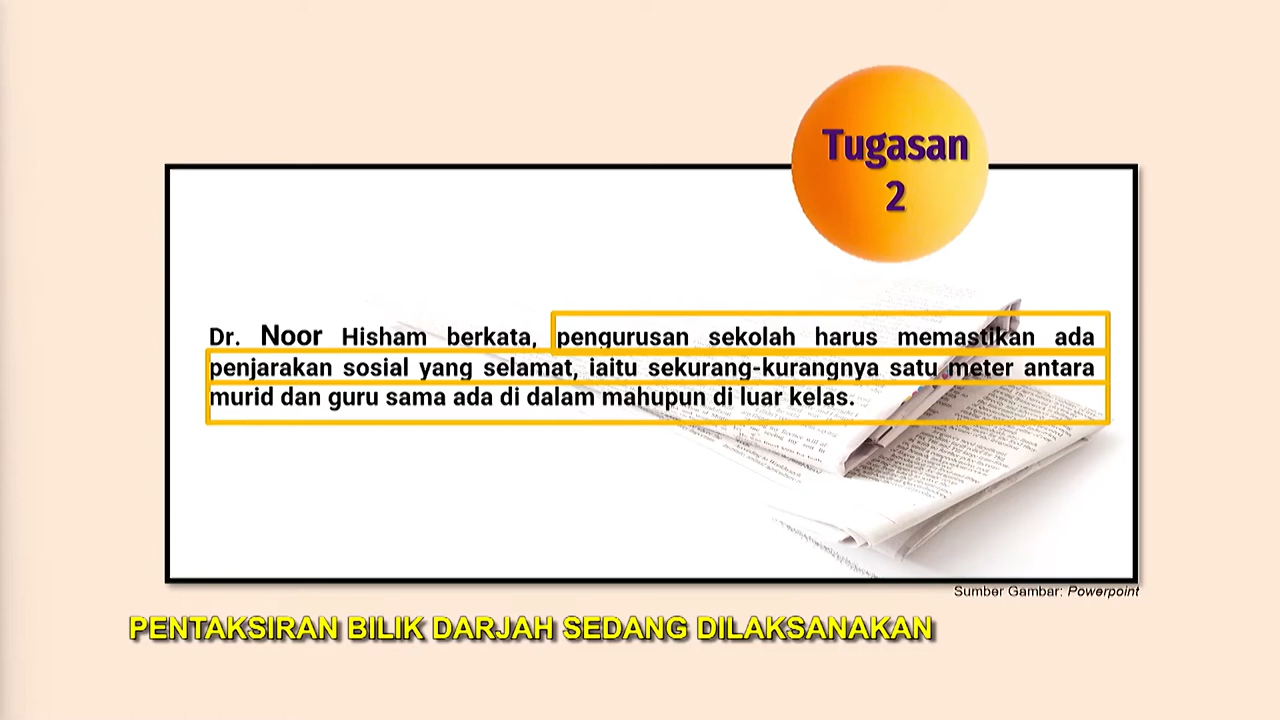 Tugasan
2
Dr. Noor Hisham berkata, pengurusan sekolah harus memastikan ada
penjarakan sosial yang selamat, iaitu sekurang-kurangnya satu meter antara
murid dan guru sama ada di dalam mahupun di luar kelas.
Sumber Gambar: Powerpoint
PENTAKSIRAN BILIK DARJAH SEDANG DILAKSANAKAN